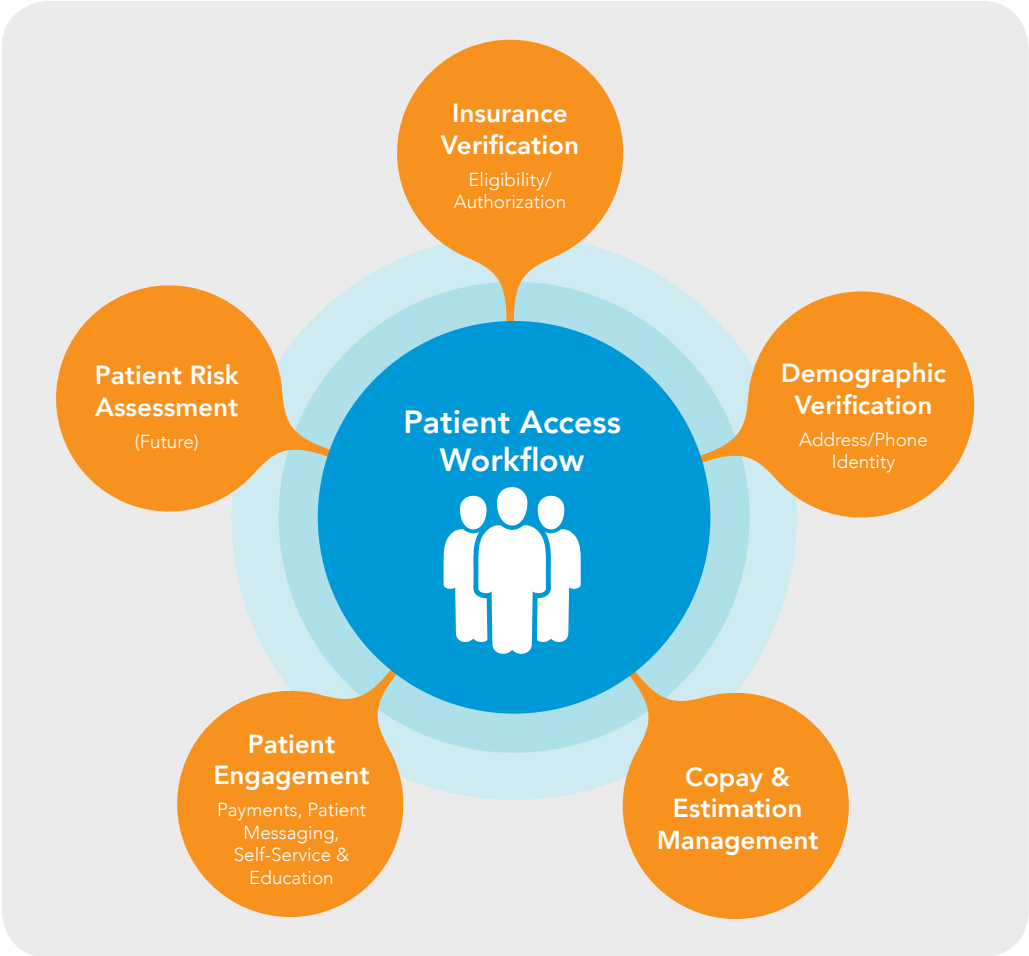 Insurance
Verification
Eligibility/
Authorization
Patient Risk
Assessment
(Future)
Demographic
Verification
Address/Phone
Identity
Patient Access
Workflow
Patient
Engagement
Payments, Patient
Messaging,
Self-Service &
Education
Copay &
Estimation
Management